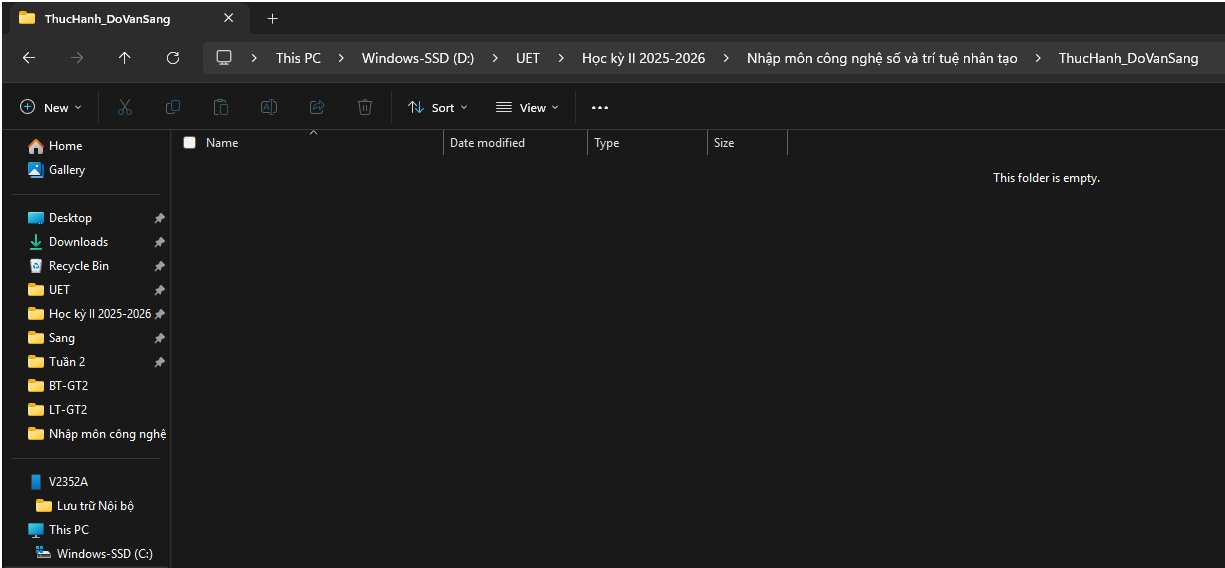 ThucHanh_DoVanSang
This PC > Windows-SSD (D:) > UET > Học kỳ II 2025-2026 > Nhập môn công nghệ số và trí tuệ nhân tạo > ThucHanh_DoVanSang
New Sort View
Name Date modified Type Size
This folder is empty.
Home
Gallery
Desktop
Downloads
Recycle Bin
UET
Học kỳ II 2025-2026
Sang
Tuần 2
BT-GT2
LT-GT2
Nhập môn công nghệ
V2352A
Lưu trữ Nội bộ
This PC
Windows-SSD (C:)